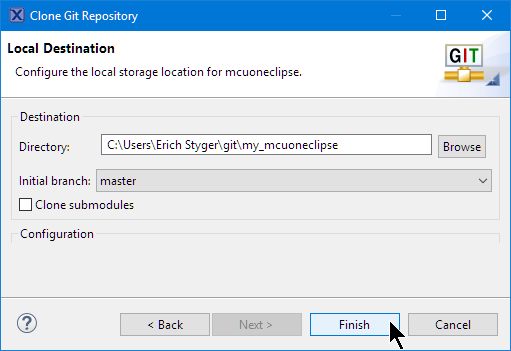 Clone Git Repository
Local Destination
Configure the local storage location for mcuoneclipse.
GIT
Destination
Directory: C:\Users\Erich Styger\git\my_mcuoneclipse Browse
Initial branch: master
Clone submodules
Configuration
? < Back Next > Finish Cancel